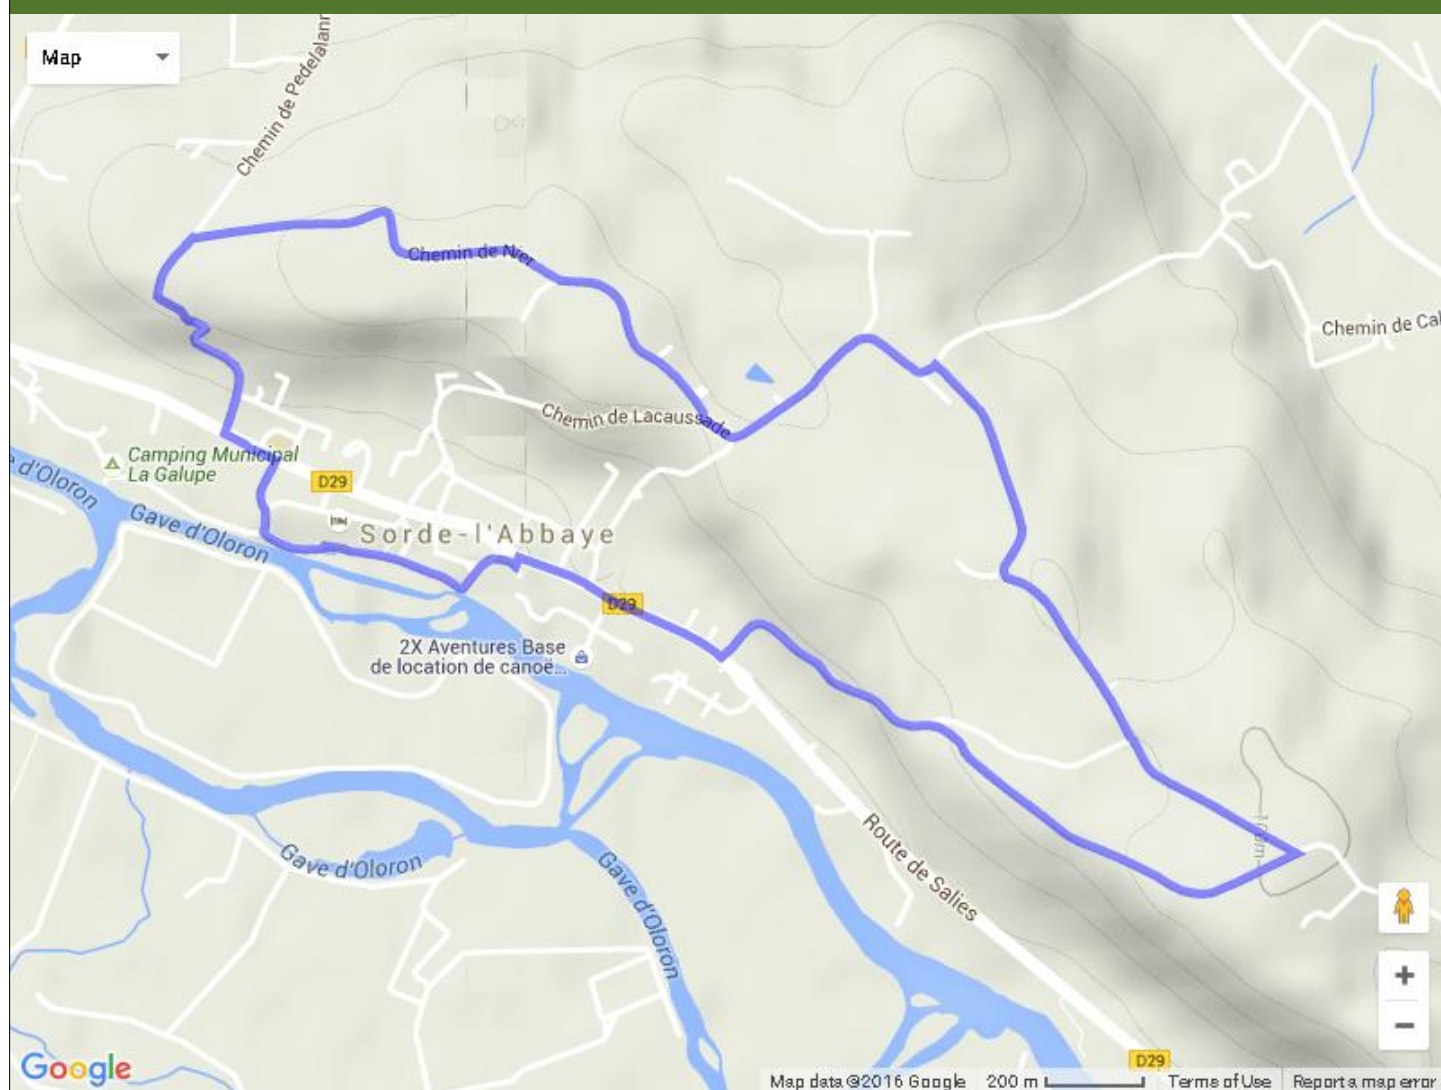 Map
Chemin de Pedelalann
Chemin de Nier
Chemin de Cal
Chemin de Lacaussade
Camping Municipal
La Galupe
D29
e d'Oloron
Gave d'Oloron
Sorde-l'Abbaye
D29
2X Aventures Base
de location de canoë...
Route de Salies
Gave d'Oloron
Gave d'Oloron
100m
D29
Google
Map data ©2016 Google 200 m Terms of Use Report a map error